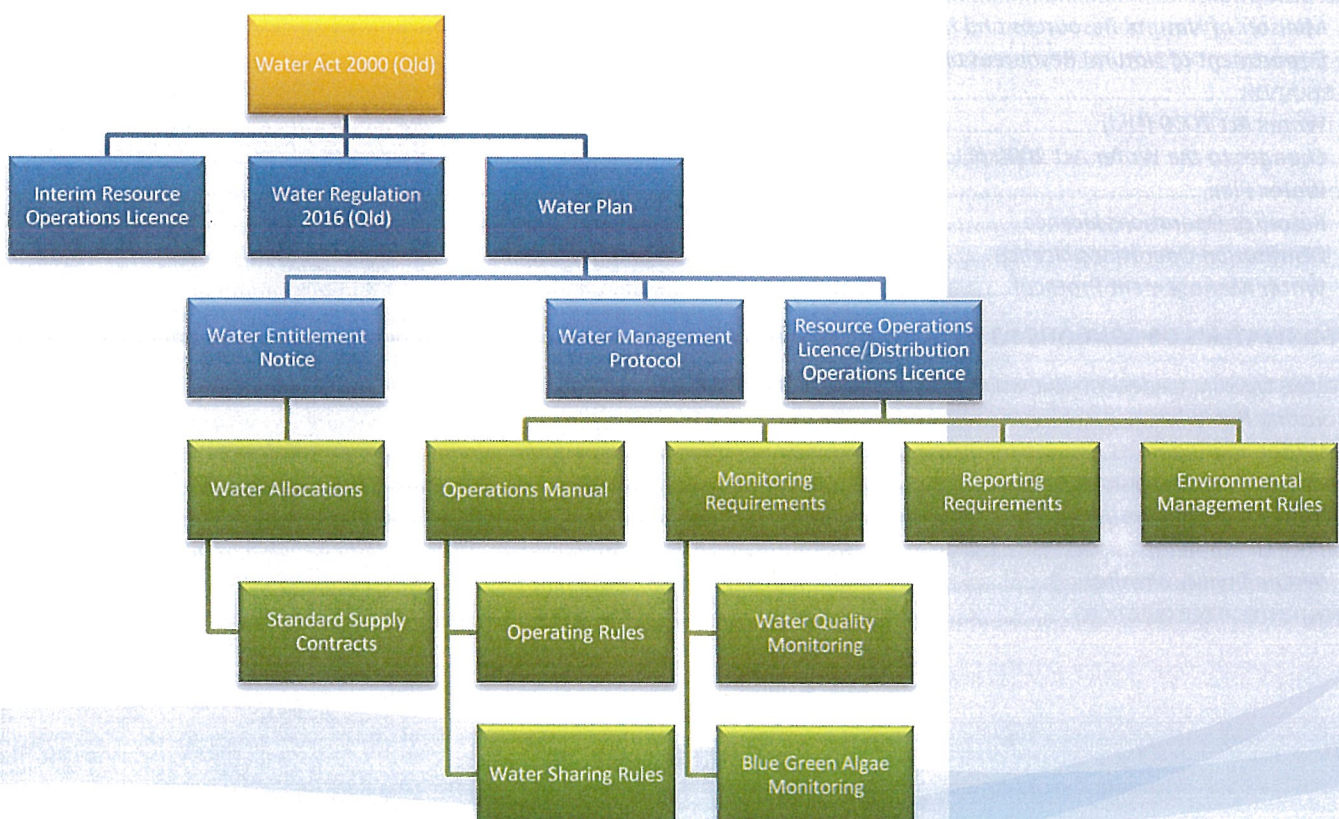 Water Act 2000 (Qld)
Interim Resource
Operations Licence
Water Regulation
2016 (Qld)
Water Plan
Water Entitlement
Notice
Water Management
Protocol
Resource Operations
Licence/Distribution
Operations Licence
Water Allocations
Operations Manual
Monitoring
Requirements
Reporting
Requirements
Environmental
Management Rules
Standard Supply
Contracts
Operating Rules
Water Quality
Monitoring
Water Sharing Rules
Blue Green Algae
Monitoring